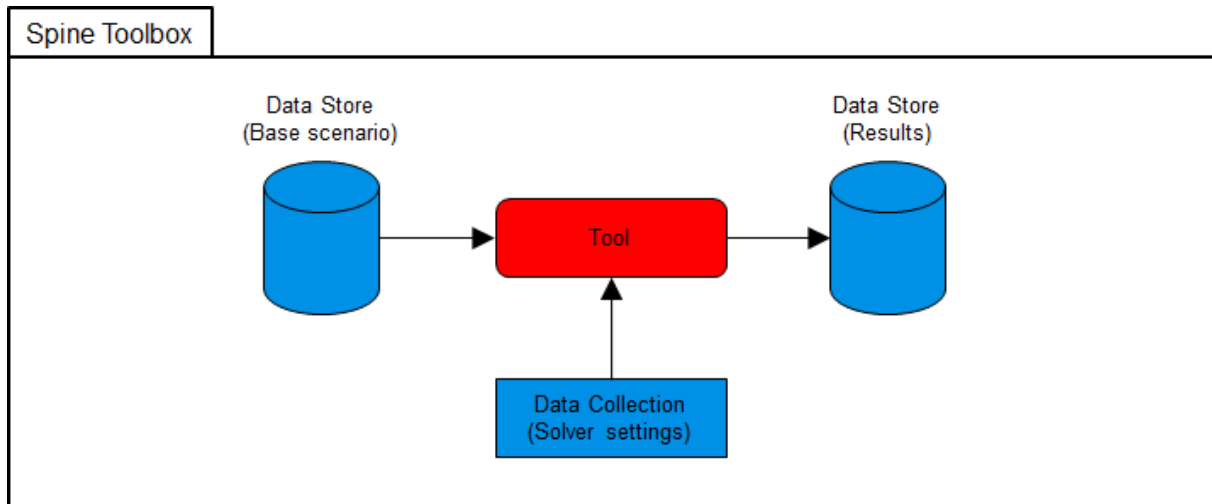 Spine Toolbox
Data Store
(Base scenario)
Data Store
(Results)
Tool
Data Collection
(Solver settings)